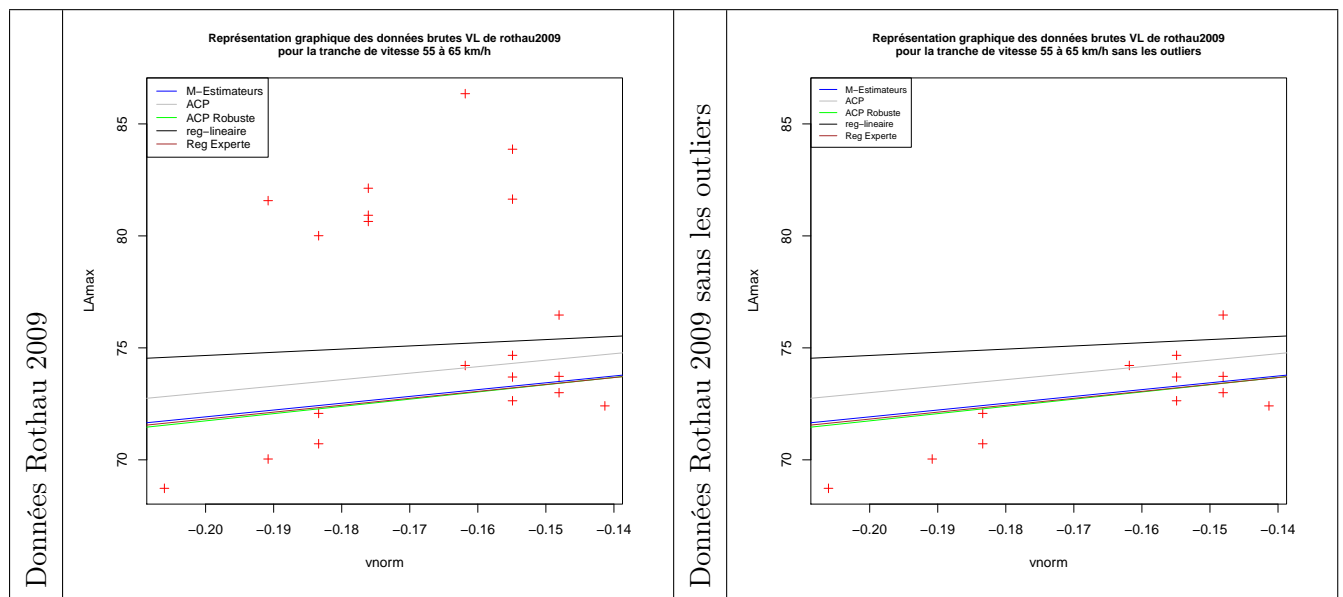 Données Rothau 2009
Représentation graphique des données brutes VL de rothau2009
pour la tranche de vitesse 55 à 65 km/h
M−Estimateurs
ACP
ACP Robuste
reg−lineaire
Reg Experte
LAmax
85
80
75
70
−0.20 −0.19 −0.18 −0.17 −0.16 −0.15 −0.14
vnorm
Données Rothau 2009 sans les outliers
Représentation graphique des données brutes VL de rothau2009
pour la tranche de vitesse 55 à 65 km/h sans les outliers
M−Estimateurs
ACP
ACP Robuste
reg−lineaire
Reg Experte
LAmax
85
80
75
70
−0.20 −0.19 −0.18 −0.17 −0.16 −0.15 −0.14
vnorm